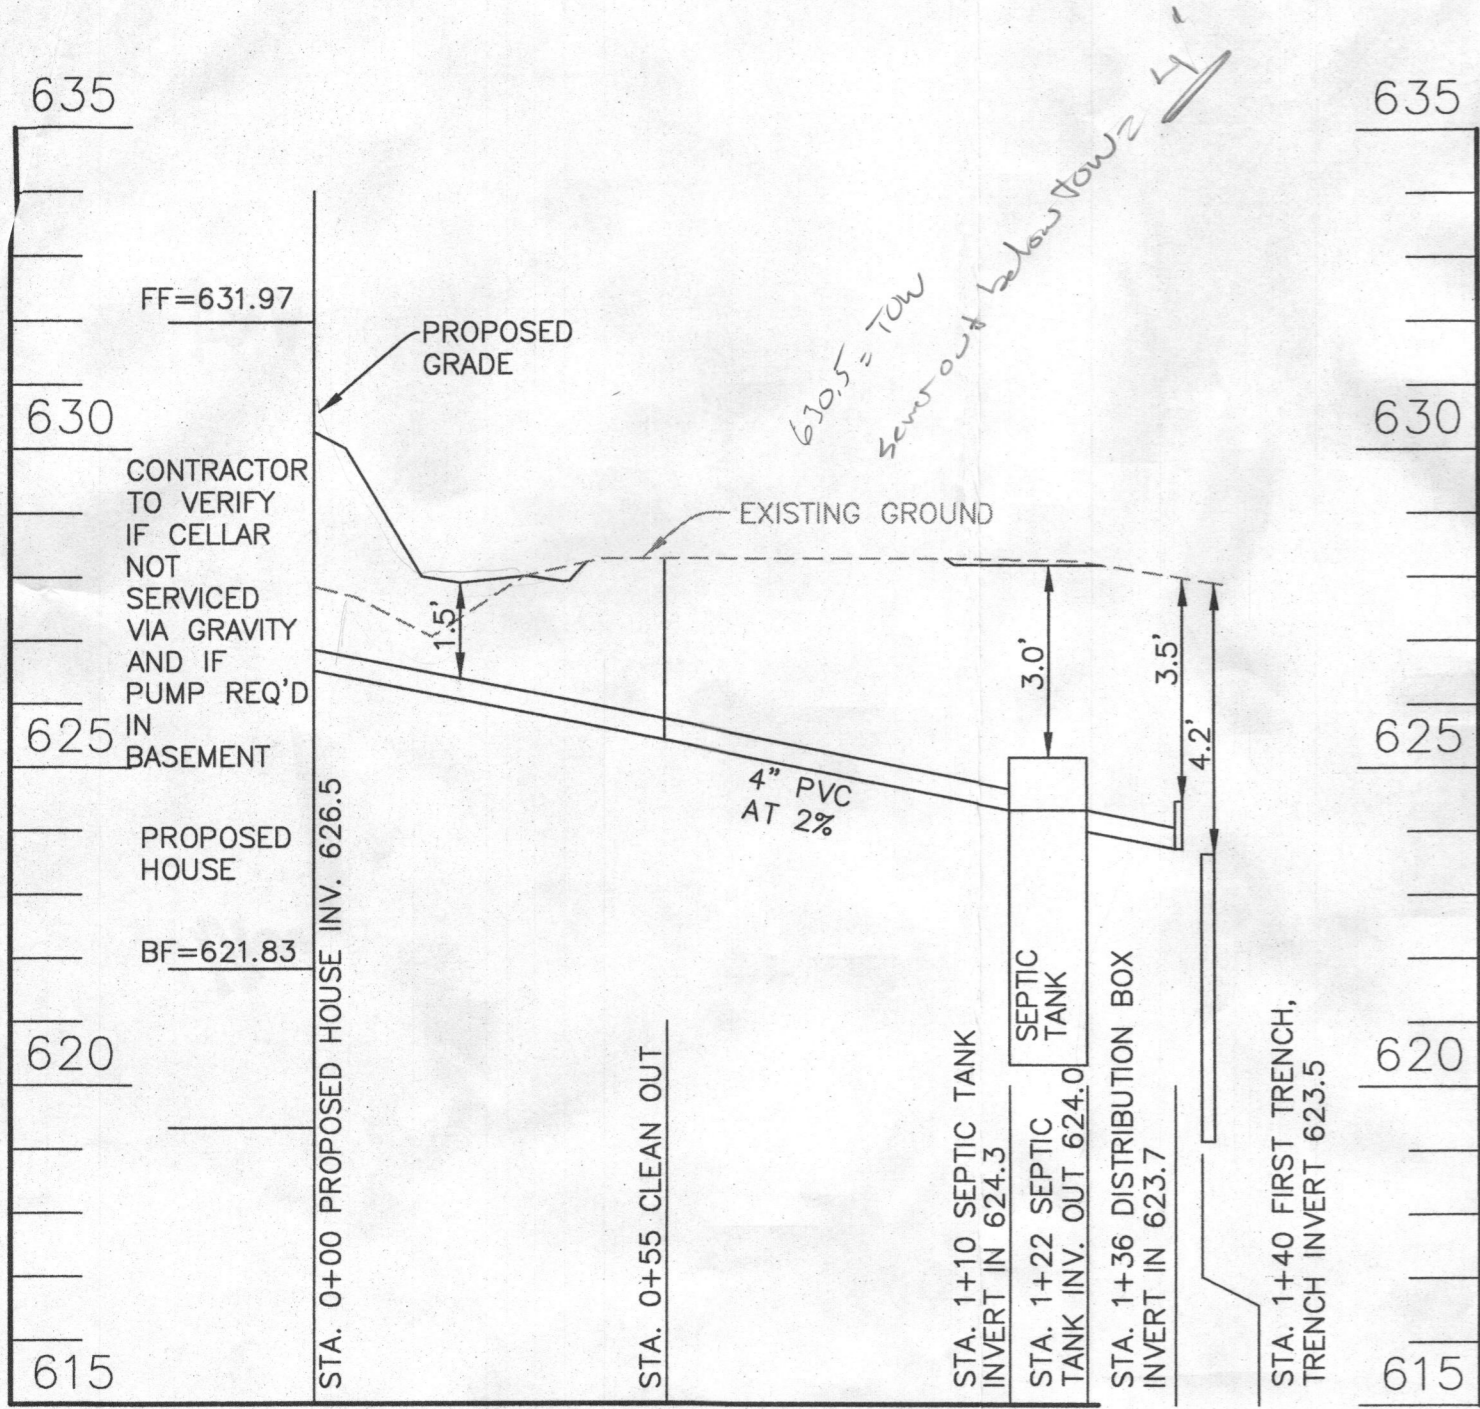 4'
630.5 = TOW
sewer out below TOW =
635
635
FF=631.97
PROPOSED
GRADE
630
630
CONTRACTOR
TO VERIFY
IF CELLAR
NOT
SERVICED
VIA GRAVITY
AND IF
PUMP REQ'D
IN
BASEMENT
EXISTING GROUND
1.5'
3.0'
3.5'
4.2'
625
625
4" PVC
AT 2%
PROPOSED
HOUSE
BF=621.83
SEPTIC
TANK
620
620
STA. 0+00 PROPOSED HOUSE INV. 626.5
STA. 0+55 CLEAN OUT
STA. 1+10 SEPTIC TANK
INVERT IN 624.3
STA. 1+22 SEPTIC
TANK INV. OUT 624.0
STA. 1+36 DISTRIBUTION BOX
INVERT IN 623.7
STA. 1+40 FIRST TRENCH,
TRENCH INVERT 623.5
615
615